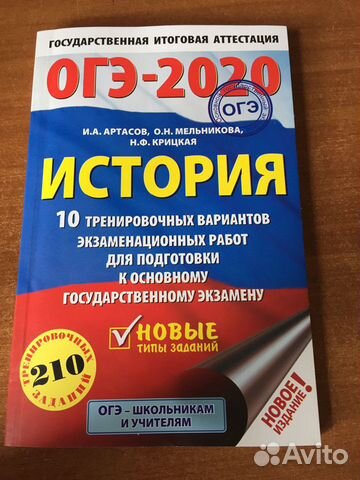 ГОСУДАРСТВЕННАЯ ИТОГОВАЯ АТТЕСТАЦИЯ
ОГЭ-2020
ОГЭ
И.А. АРТАСОВ, О.Н. МЕЛЬНИКОВА,
Н.Ф. КРИЦКАЯ
ИСТОРИЯ
10 ТРЕНИРОВОЧНЫХ ВАРИАНТОВ
ЭКЗАМЕНАЦИОННЫХ РАБОТ
ДЛЯ ПОДГОТОВКИ
К ОСНОВНОМУ
ГОСУДАРСТВЕННОМУ ЭКЗАМЕНУ
НОВЫЕ
ТИПЫ ЗАДАНИЙ
ТРЕНИРОВОЧНЫХ
210
ЗАДАНИЙ
НОВОЕ
ИЗДАНИЕ!
ОГЭ – ШКОЛЬНИКАМ
И УЧИТЕЛЯМ
Avito